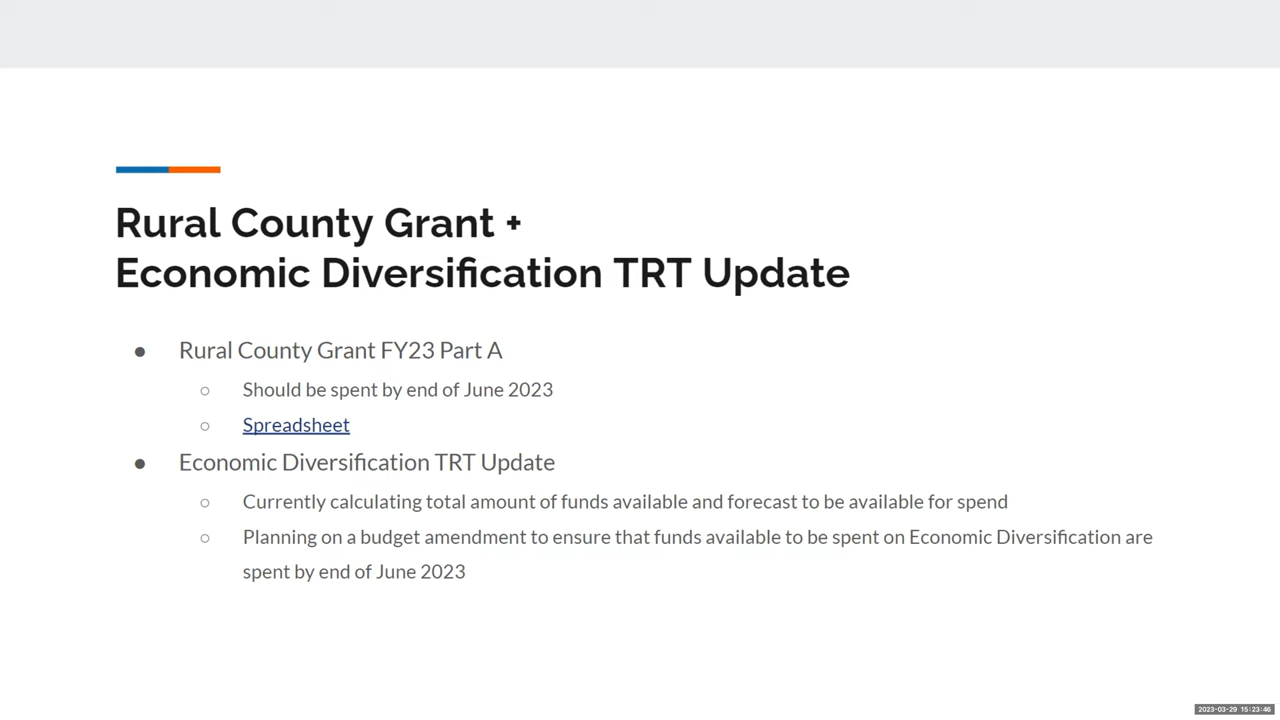 Rural County Grant +
Economic Diversification TRT Update
● Rural County Grant FY23 Part A
○ Should be spent by end of June 2023
○ Spreadsheet
● Economic Diversification TRT Update
○ Currently calculating total amount of funds available and forecast to be available for spend
○ Planning on a budget amendment to ensure that funds available to be spent on Economic Diversification are
spent by end of June 2023
2023-03-29 15:23:46